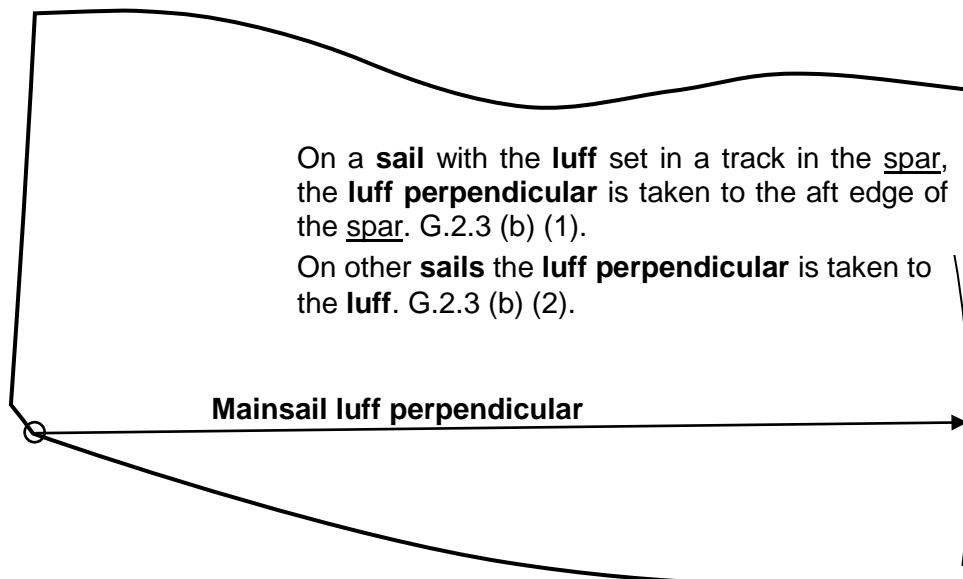 On a sail with the luff set in a track in the spar,
the luff perpendicular is taken to the aft edge of
the spar. G.2.3 (b) (1).
On other sails the luff perpendicular is taken to
the luff. G.2.3 (b) (2).
Mainsail luff perpendicular